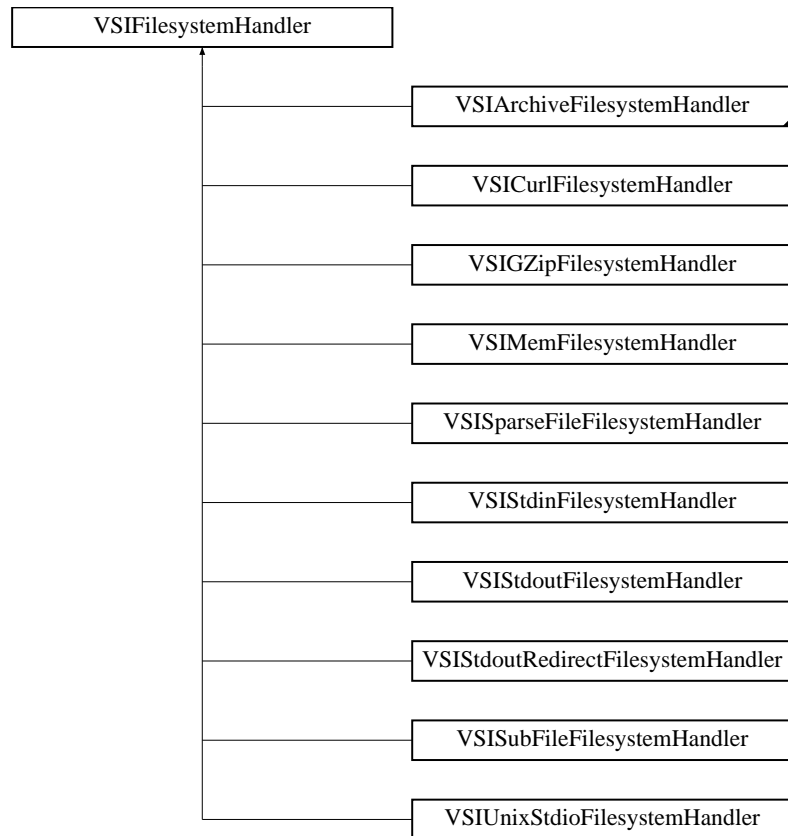 VSIFilesystemHandler
VSIArchiveFilesystemHandler
VSICurlFilesystemHandler
VSIGZipFilesystemHandler
VSIMemFilesystemHandler
VSISparseFileFilesystemHandler
VSIStdinFilesystemHandler
VSIStdoutFilesystemHandler
VSIStdoutRedirectFilesystemHandler
VSISubFileFilesystemHandler
VSIUnixStdioFilesystemHandler